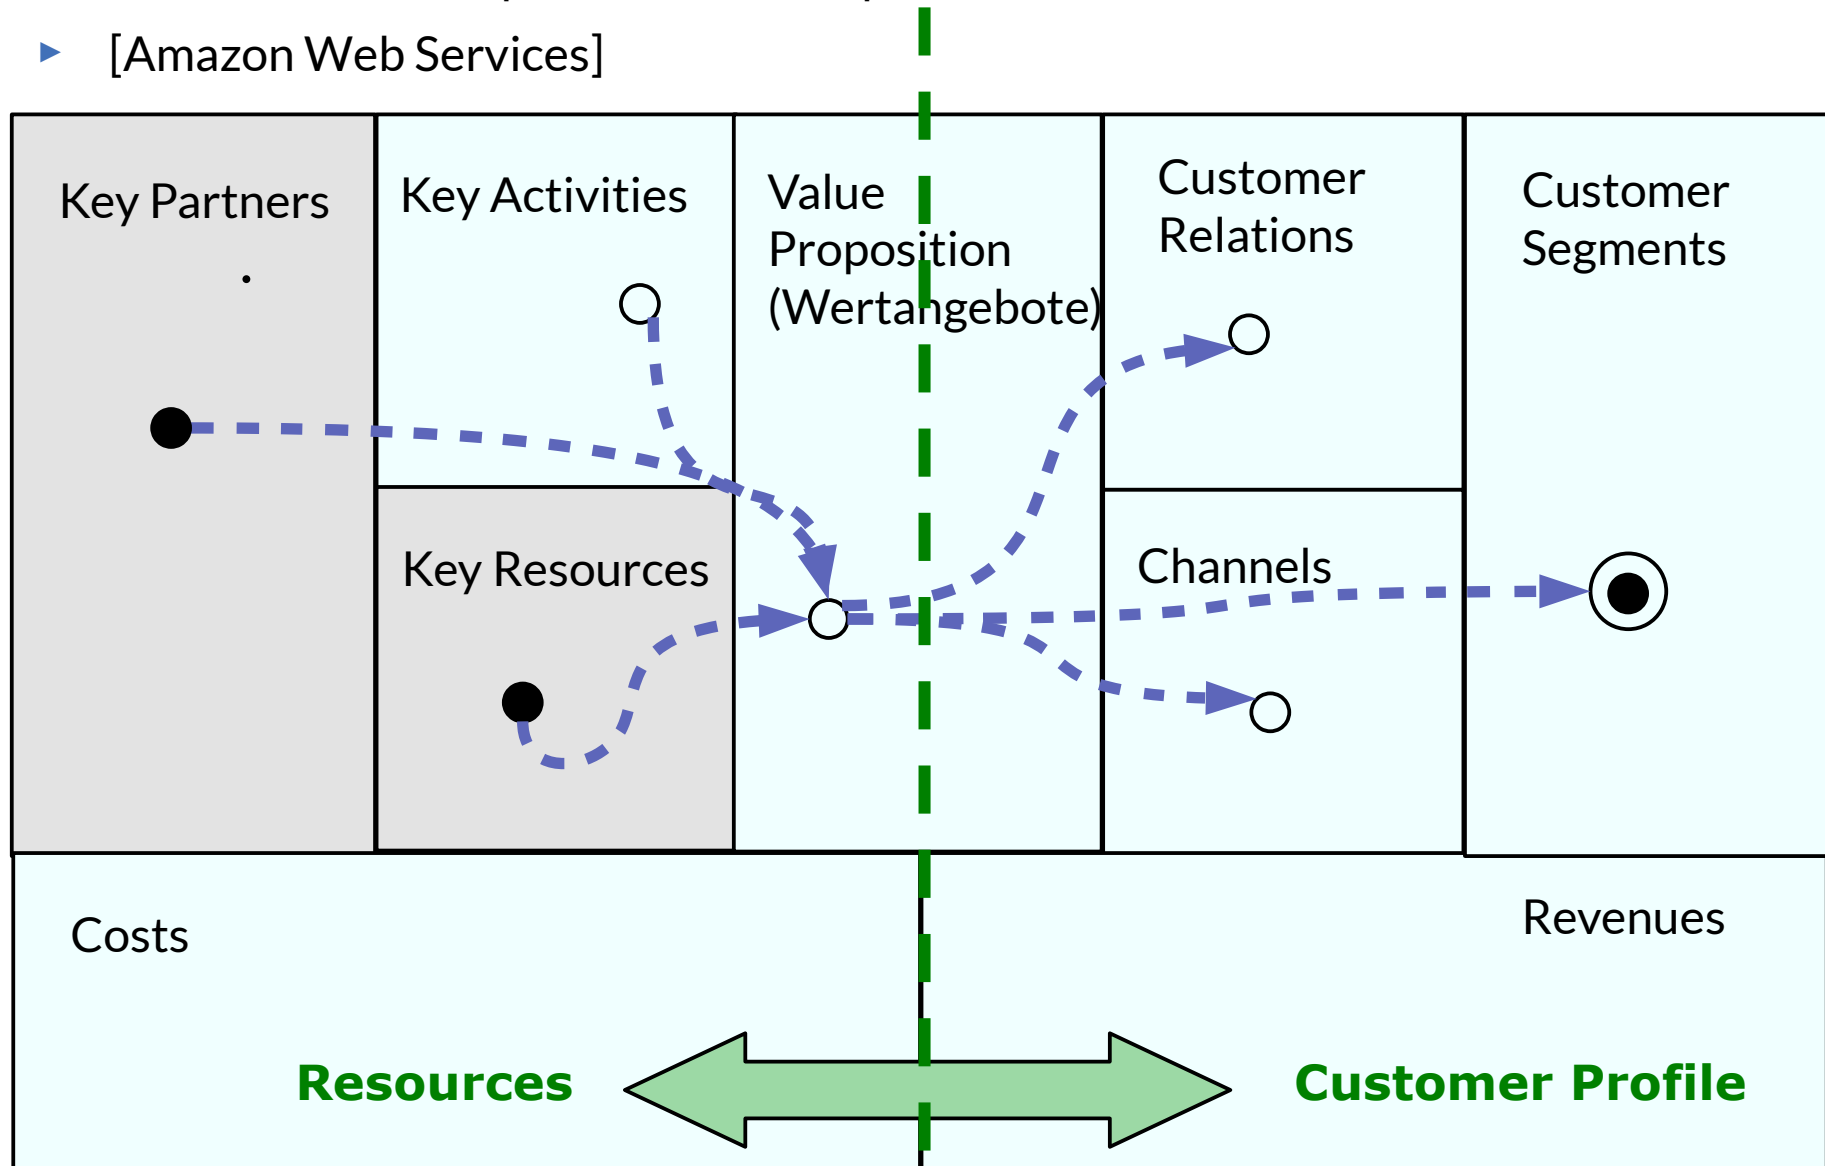 [Amazon Web Services]
Key Partners
Key Activities
Value
Proposition
(Wertangebote)
Customer
Relations
Customer
Segments
Key Resources
Channels
Costs
Revenues
Resources
Customer Profile